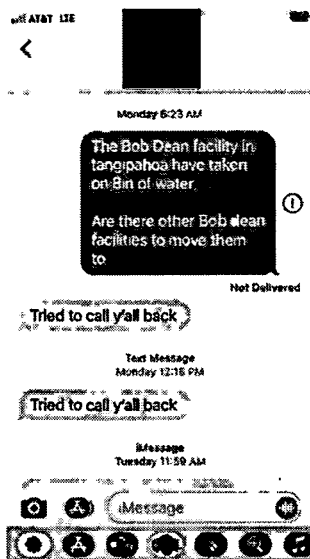 AT&T LTE
Monday 6:23 AM
The Bob Dean facility in
tangipahoa have taken
on 8in of water,
Are there other Bob dean
facilities to move them
to
Not Delivered
Tried to call y'all back
Text Message
Monday 12:16 PM
Tried to call y'all back
iMessage
Tuesday 11:59 AM
iMessage